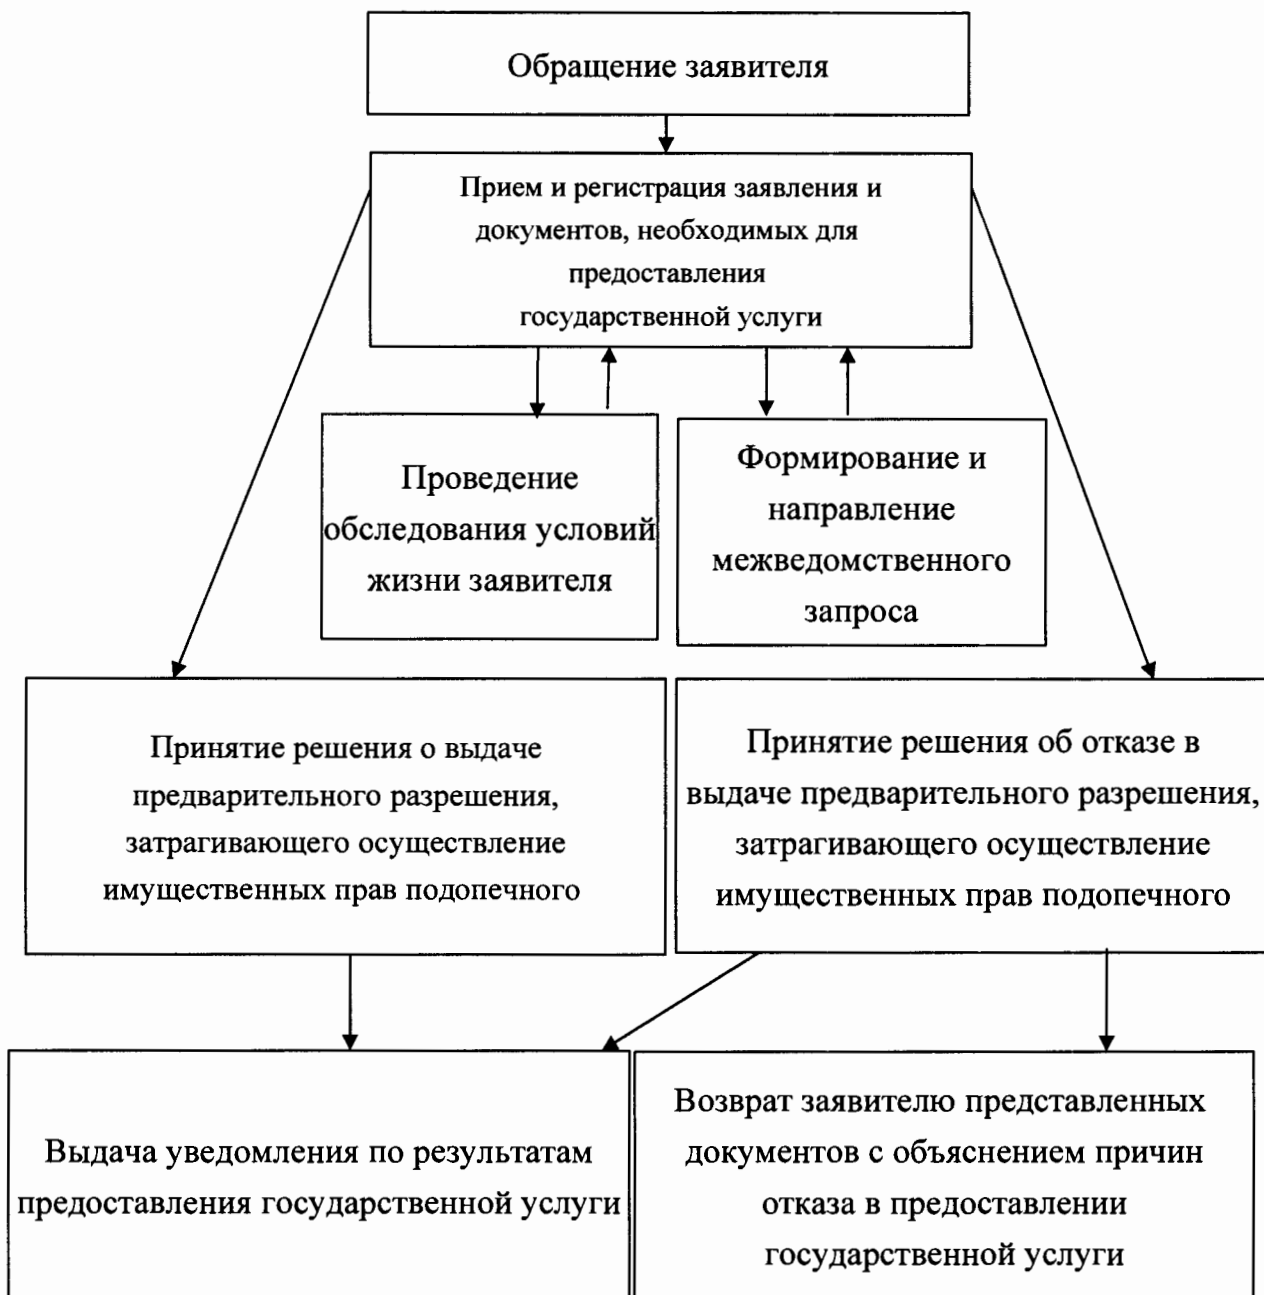 Обращение заявителя
Прием и регистрация заявления и
документов, необходимых для
предоставления
государственной услуги
Проведение
обследования условий
жизни заявителя
Формирование и
направление
межведомственного
запроса
Принятие решения о выдаче
предварительного разрешения,
затрагивающего осуществление
имущественных прав подопечного
Принятие решения об отказе в
выдаче предварительного разрешения,
затрагивающего осуществление
имущественных прав подопечного
Выдача уведомления по результатам
предоставления государственной услуги
Возврат заявителю представленных
документов с объяснением причин
отказа в предоставлении
государственной услуги